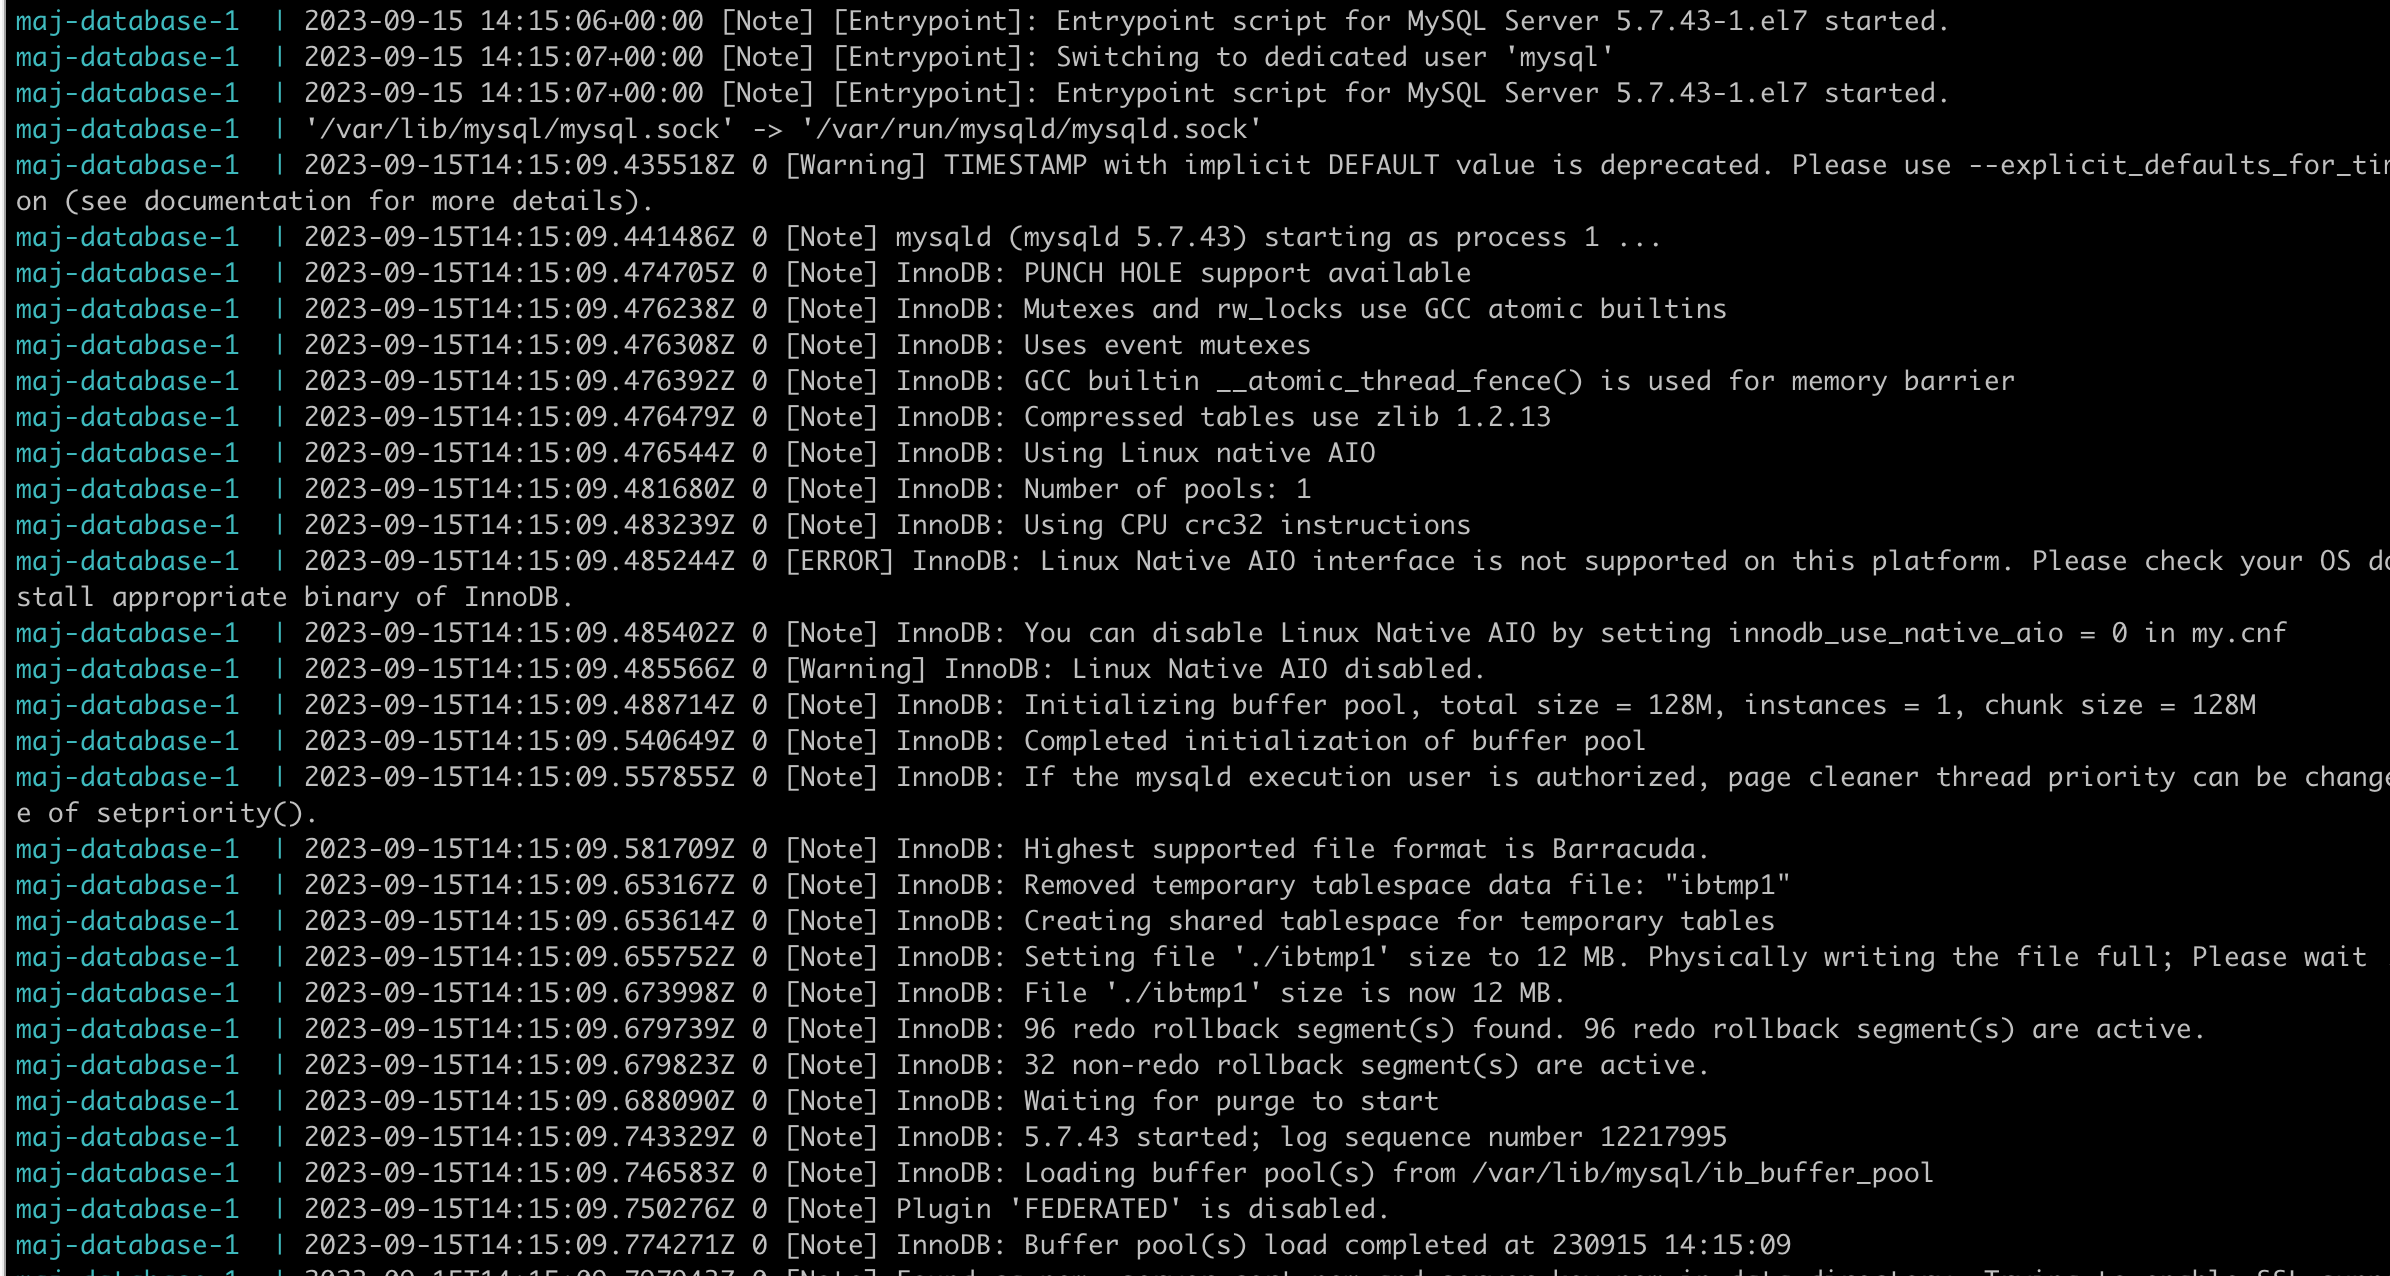 maj-database-1  | 2023-09-15 14:15:06+00:00 [Note] [Entrypoint]: Entrypoint script for MySQL Server 5.7.43-1.el7 started.
maj-database-1  | 2023-09-15 14:15:07+00:00 [Note] [Entrypoint]: Switching to dedicated user 'mysql'
maj-database-1  | 2023-09-15 14:15:07+00:00 [Note] [Entrypoint]: Entrypoint script for MySQL Server 5.7.43-1.el7 started.
maj-database-1  | '/var/lib/mysql/mysql.sock' -> '/var/run/mysqld/mysqld.sock'
maj-database-1  | 2023-09-15T14:15:09.435518Z 0 [Warning] TIMESTAMP with implicit DEFAULT value is deprecated. Please use --explicit_defaults_for_
on (see documentation for more details).
maj-database-1  | 2023-09-15T14:15:09.441486Z 0 [Note] mysqld (mysqld 5.7.43) starting as process 1 ...
maj-database-1  | 2023-09-15T14:15:09.474705Z 0 [Note] InnoDB: PUNCH HOLE support available
maj-database-1  | 2023-09-15T14:15:09.476238Z 0 [Note] InnoDB: Mutexes and rw_locks use GCC atomic builtins
maj-database-1  | 2023-09-15T14:15:09.476308Z 0 [Note] InnoDB: Uses event mutexes
maj-database-1  | 2023-09-15T14:15:09.476392Z 0 [Note] InnoDB: GCC builtin __atomic_thread_fence() is used for memory barrier
maj-database-1  | 2023-09-15T14:15:09.476479Z 0 [Note] InnoDB: Compressed tables use zlib 1.2.13
maj-database-1  | 2023-09-15T14:15:09.476544Z 0 [Note] InnoDB: Using Linux native AIO
maj-database-1  | 2023-09-15T14:15:09.481680Z 0 [Note] InnoDB: Number of pools: 1
maj-database-1  | 2023-09-15T14:15:09.483239Z 0 [Note] InnoDB: Using CPU crc32 instructions
maj-database-1  | 2023-09-15T14:15:09.485244Z 0 [ERROR] InnoDB: Linux Native AIO interface is not supported on this platform. Please check your OS
stall appropriate binary of InnoDB.
maj-database-1  | 2023-09-15T14:15:09.485402Z 0 [Note] InnoDB: You can disable Linux Native AIO by setting innodb_use_native_aio = 0 in my.cnf
maj-database-1  | 2023-09-15T14:15:09.485566Z 0 [Warning] InnoDB: Linux Native AIO disabled.
maj-database-1  | 2023-09-15T14:15:09.488714Z 0 [Note] InnoDB: Initializing buffer pool, total size = 128M, instances = 1, chunk size = 128M
maj-database-1  | 2023-09-15T14:15:09.540649Z 0 [Note] InnoDB: Completed initialization of buffer pool
maj-database-1  | 2023-09-15T14:15:09.557855Z 0 [Note] InnoDB: If the mysqld execution user is authorized, page cleaner thread priority can be change
e of setpriority().
maj-database-1  | 2023-09-15T14:15:09.581709Z 0 [Note] InnoDB: Highest supported file format is Barracuda.
maj-database-1  | 2023-09-15T14:15:09.653167Z 0 [Note] InnoDB: Removed temporary tablespace data file: "ibtmp1"
maj-database-1  | 2023-09-15T14:15:09.653614Z 0 [Note] InnoDB: Creating shared tablespace for temporary tables
maj-database-1  | 2023-09-15T14:15:09.655752Z 0 [Note] InnoDB: Setting file './ibtmp1' size to 12 MB. Physically writing the file full; Please wait
maj-database-1  | 2023-09-15T14:15:09.673998Z 0 [Note] InnoDB: File './ibtmp1' size is now 12 MB.
maj-database-1  | 2023-09-15T14:15:09.679739Z 0 [Note] InnoDB: 96 redo rollback segment(s) found. 96 redo rollback segment(s) are active.
maj-database-1  | 2023-09-15T14:15:09.679823Z 0 [Note] InnoDB: 32 non-redo rollback segment(s) are active.
maj-database-1  | 2023-09-15T14:15:09.688090Z 0 [Note] InnoDB: Waiting for purge to start
maj-database-1  | 2023-09-15T14:15:09.743329Z 0 [Note] InnoDB: 5.7.43 started; log sequence number 12217995
maj-database-1  | 2023-09-15T14:15:09.746583Z 0 [Note] InnoDB: Loading buffer pool(s) from /var/lib/mysql/ib_buffer_pool
maj-database-1  | 2023-09-15T14:15:09.750276Z 0 [Note] Plugin 'FEDERATED' is disabled.
maj-database-1  | 2023-09-15T14:15:09.774271Z 0 [Note] InnoDB: Buffer pool(s) load completed at 230915 14:15:09